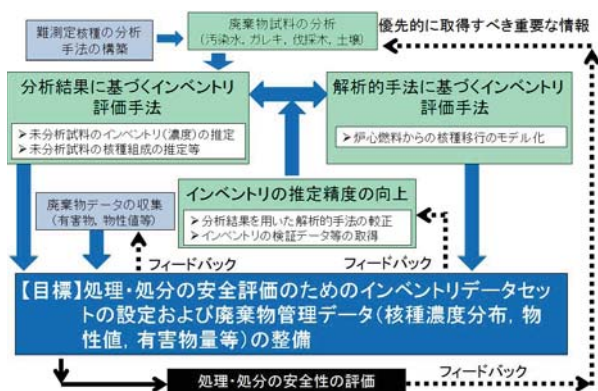 難測定核種の分析
手法の構築
廃棄物試料の分析
(汚染水, ガレキ, 伐採木, 土壌)
優先的に取得すべき重要な情報
分析結果に基づくインベントリ
評価手法
➢未分析試料のインベントリ(濃度)の推定
➢未分析試料の核種組成の推定等
解析的手法に基づくインベントリ
評価手法
➢炉心燃料からの核種移行のモデル化
廃棄物データの収集
(有害物, 物性値等)
インベントリの推定精度の向上
➢分析結果を用いた解析的手法の較正
➢インベントリの検証データ等の取得
フィードバック
フィードバック
【目標】処理・処分の安全評価のためのインベントリデータセッ
トの設定および廃棄物管理データ(核種濃度分布, 物
性値, 有害物量等)の整備
処理・処分の安全性の評価
フィードバック